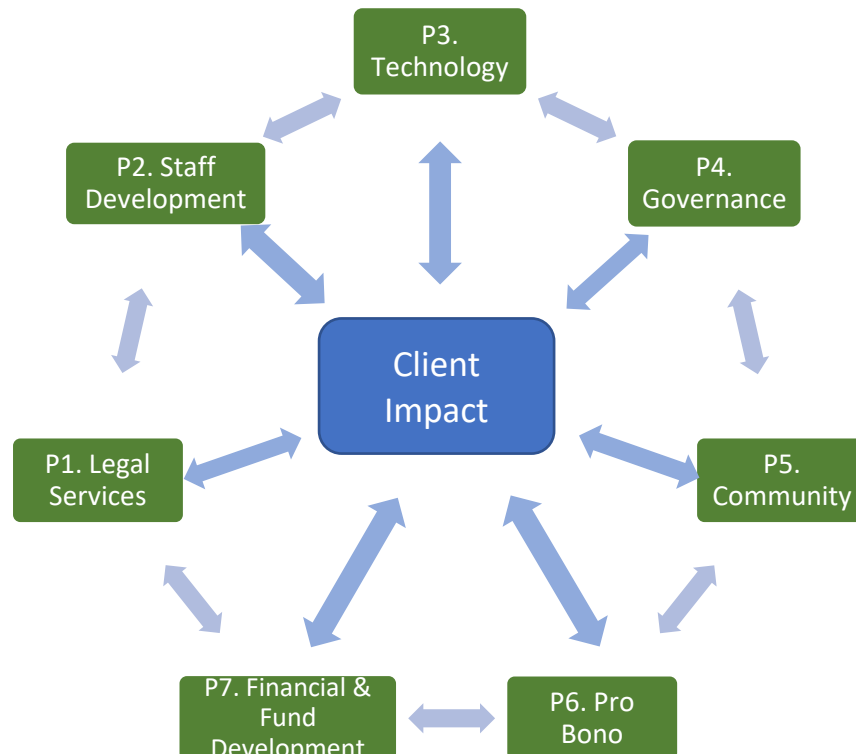 P3.
Technology
P2. Staff
Development
P4.
Governance
Client
Impact
P1. Legal
Services
P5.
Community
P7. Financial &
Fund
Development
P6. Pro
Bono